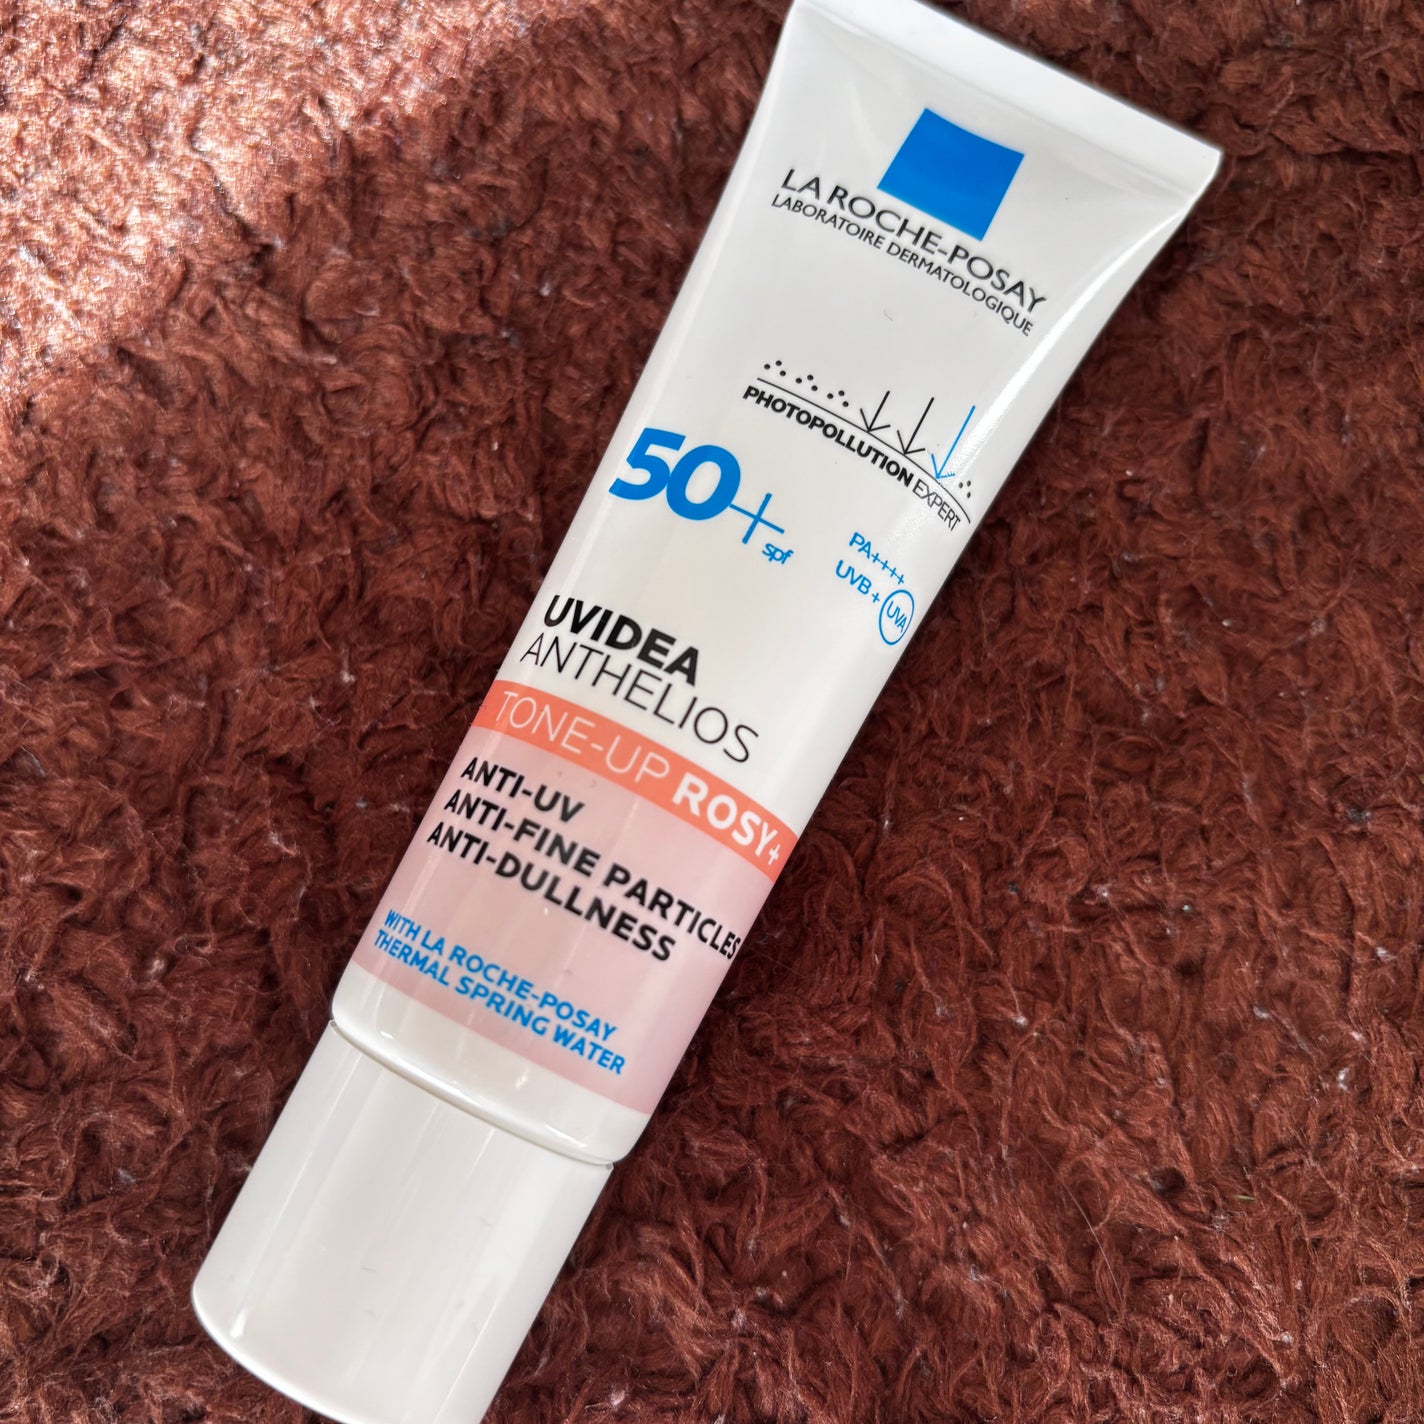 LA ROCHE-POSAY
LABORATOIRE DERMATOLOGIQUE
PHOTOPOLLUTION EXPERT
50+ spf
PA++++
UVB + UVA
UVIDEA
ANTHELIOS
TONE-UP ROSY+
ANTI-UV
ANTI-FINE PARTICLES
ANTI-DULLNESS
WITH LA ROCHE-POSAY
THERMAL SPRING WATER